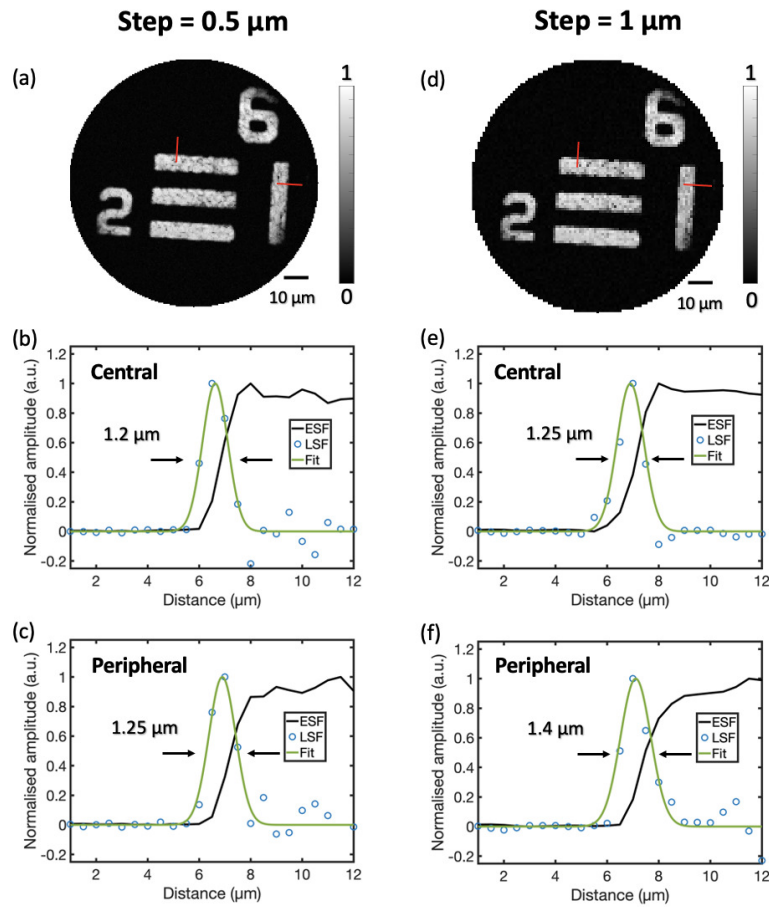 Step = 0.5 µm
Step = 1 µm
(a)
6
2
1
1
0
10 µm
(d)
6
2
1
1
0
10 µm
(b)
Central
1.2 µm
ESF
LSF
Fit
Normalised amplitude (a.u.)
1.2
1
0.8
0.6
0.4
0.2
0
-0.2
2 4 6 8 10 12
Distance (µm)
(e)
Central
1.25 µm
ESF
LSF
Fit
Normalised amplitude (a.u.)
1.2
1
0.8
0.6
0.4
0.2
0
-0.2
2 4 6 8 10 12
Distance (µm)
(c)
Peripheral
1.25 µm
ESF
LSF
Fit
Normalised amplitude (a.u.)
1.2
1
0.8
0.6
0.4
0.2
0
-0.2
2 4 6 8 10 12
Distance (µm)
(f)
Peripheral
1.4 µm
ESF
LSF
Fit
Normalised amplitude (a.u.)
1.2
1
0.8
0.6
0.4
0.2
0
-0.2
2 4 6 8 10 12
Distance (µm)